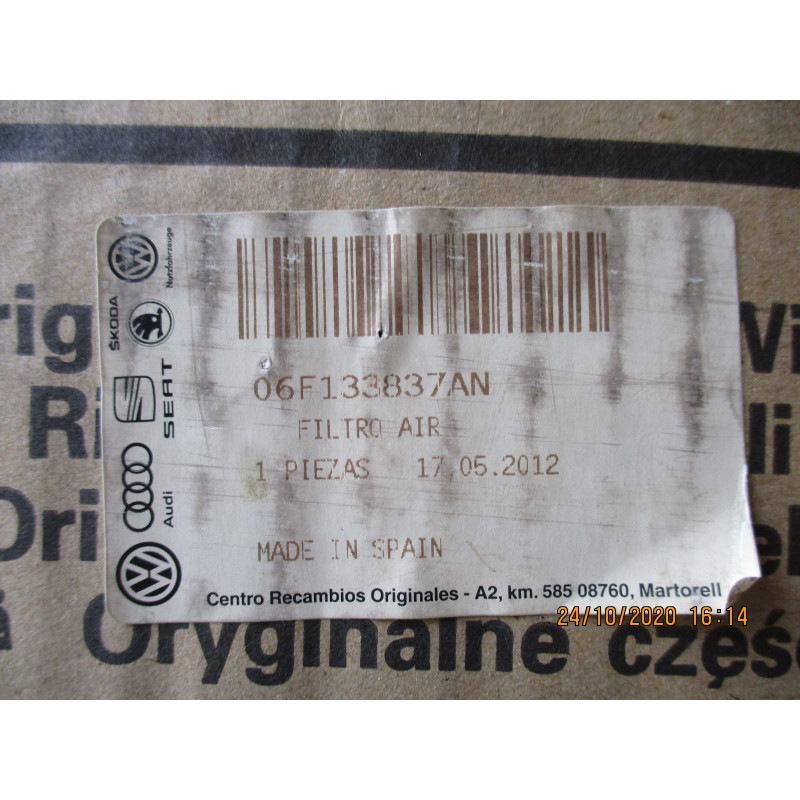 Nutzfahrzeuge
ŠKODA
SEAT
Audi
06F133837AN
FILTRO AIR
1 PIEZAS 17.05.2012
MADE IN SPAIN
Centro Recambios Originales - A2, km. 585 08760, Martorell
24/10/2020 16:14
Oryginalne